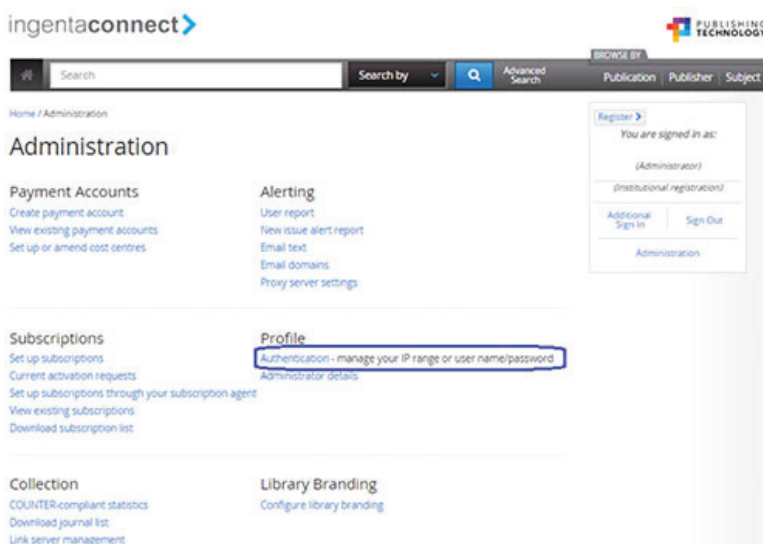 ingentaconnect
PUBLISHING
TECHNOLOGY
BROWSE BY
Search
Search by
Advanced
Search
Publication | Publisher | Subject
Home / Administration
Register
You are signed in as:
(Administrator)
(Institutional registration)
Additional
Sign In
Sign Out
Administration
Administration
Payment Accounts
Create payment account
View existing payment accounts
Set up or amend cost centres
Alerting
User report
New issue alert report
Email text
Email domains
Proxy server settings
Subscriptions
Set up subscriptions
Current activation requests
Set up subscriptions through your subscription agent
View existing subscriptions
Download subscription list
Profile
Authentication - manage your IP range or user name/password
Administrator details
Collection
COUNTER-compliant statistics
Download journal list
Link server management
Library Branding
Configure library branding